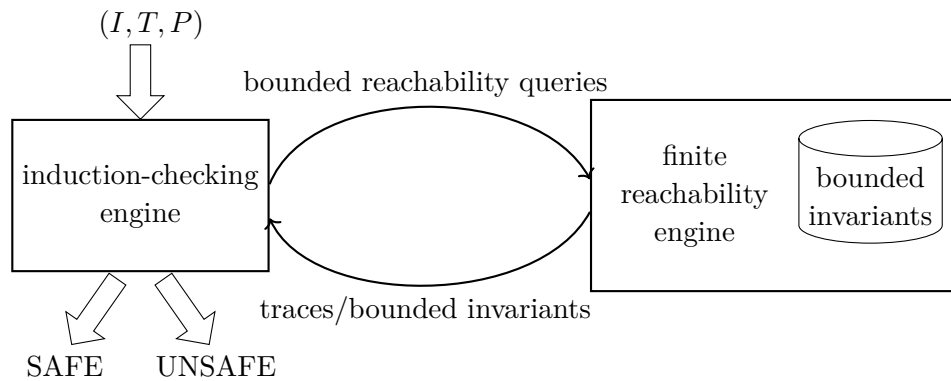 (I, T, P)
bounded reachability queries
induction-checking
engine
finite
reachability
engine
bounded
invariants
traces/bounded invariants
SAFE
UNSAFE